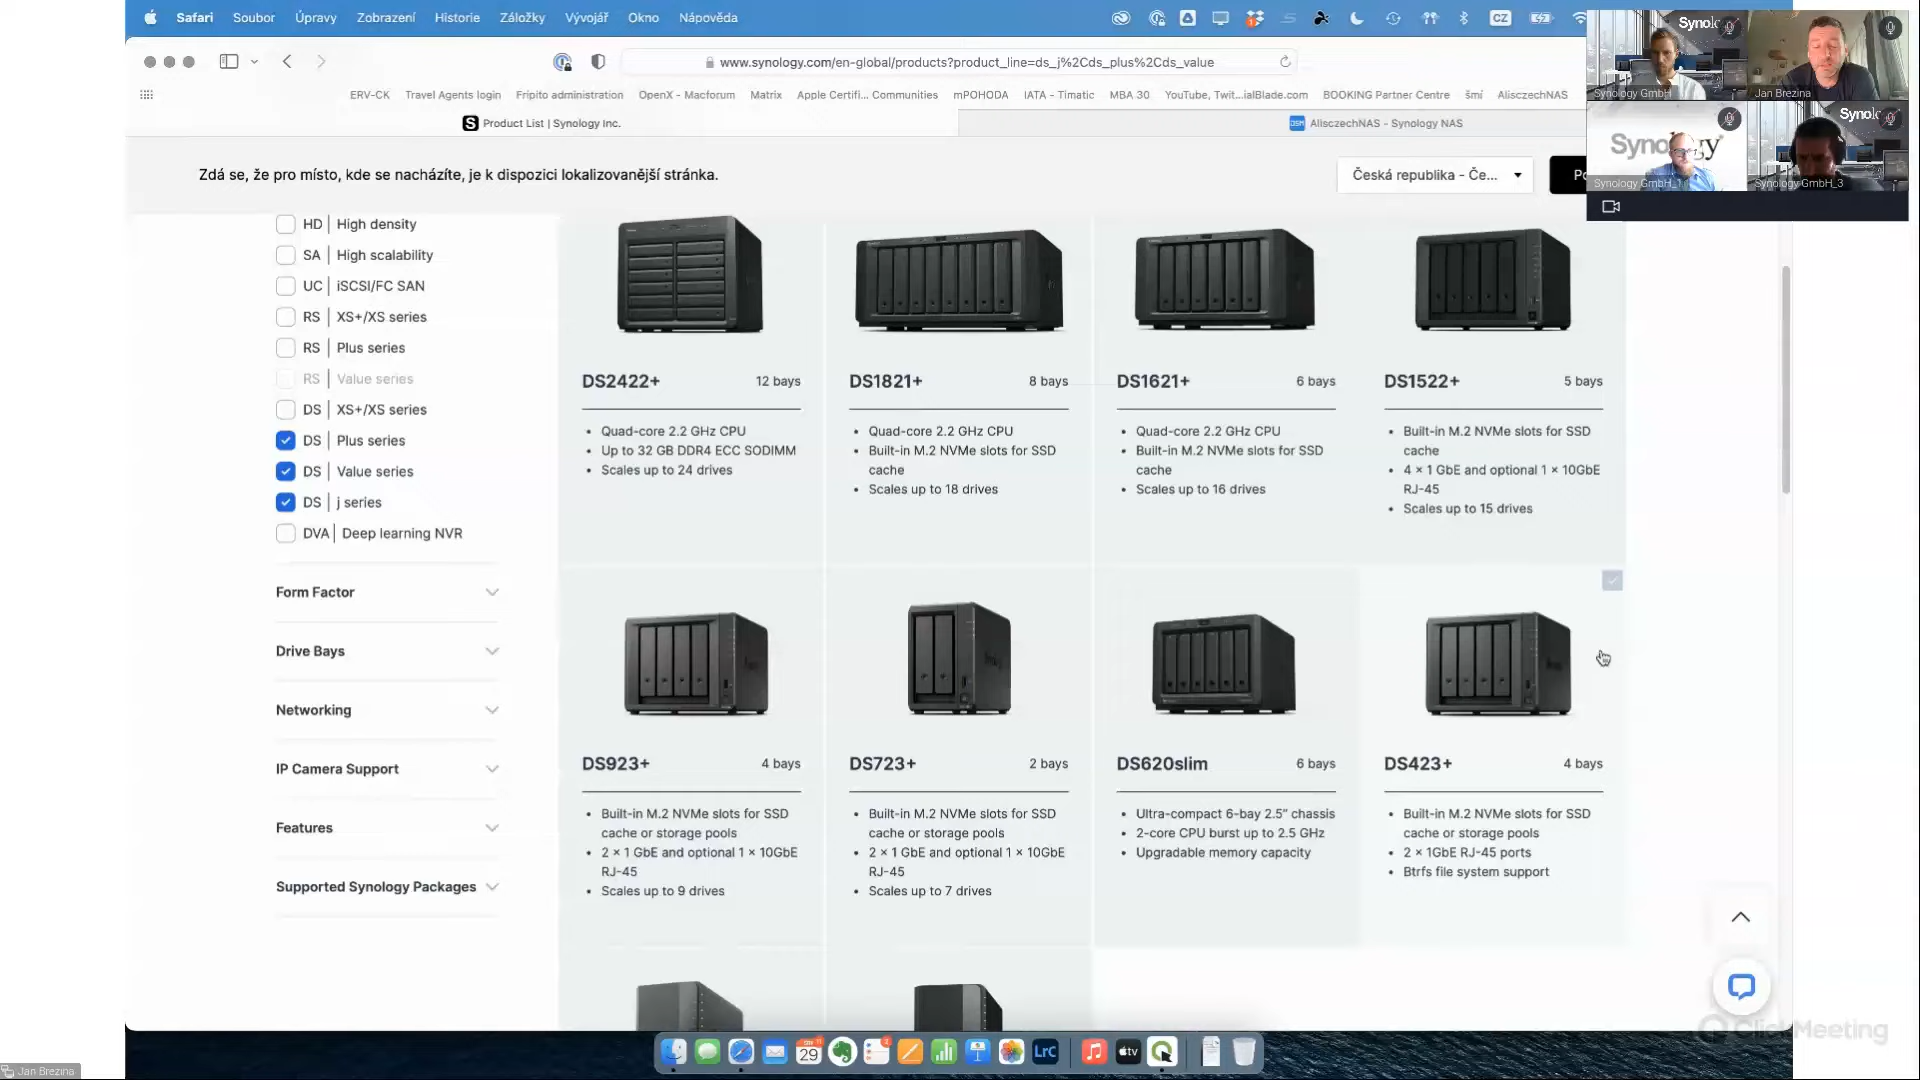 Safari Soubor Úpravy Zobrazení Historie Záložky Vývojář Okno Nápověda
CZ
www.synology.com/en-global/products?product_line=ds_j%2Cds_plus%2Cds_value
ERV-CK Travel Agents login Fripito administration OpenX - Macforum Matrix Apple Certifi... Communities mPOHODA IATA - Timatic MBA 30 YouTube, Twit...ialBlade.com BOOKING Partner Centre šmí AlisczechNAS
Product List | Synology Inc.
AlisczechNAS - Synology NAS
Zdá se, že pro místo, kde se nacházíte, je k dispozici lokalizovanější stránka.
Česká republika - Če...
Synology GmbH
Jan Brezina
Synology
Synology GmbH_1
Synology GmbH_3
HD | High density
SA | High scalability
UC | iSCSI/FC SAN
RS | XS+/XS series
RS | Plus series
RS | Value series
DS | XS+/XS series
DS | Plus series
DS | Value series
DS | j series
DVA | Deep learning NVR
Form Factor
Drive Bays
Networking
IP Camera Support
Features
Supported Synology Packages
DS2422+ 12 bays
• Quad-core 2.2 GHz CPU
• Up to 32 GB DDR4 ECC SODIMM
• Scales up to 24 drives
DS1821+ 8 bays
• Quad-core 2.2 GHz CPU
• Built-in M.2 NVMe slots for SSD
cache
• Scales up to 18 drives
DS1621+ 6 bays
• Quad-core 2.2 GHz CPU
• Built-in M.2 NVMe slots for SSD
cache
• Scales up to 16 drives
DS1522+ 5 bays
• Built-in M.2 NVMe slots for SSD
cache
• 4 × 1 GbE and optional 1 × 10GbE
RJ-45
• Scales up to 15 drives
DS923+ 4 bays
• Built-in M.2 NVMe slots for SSD
cache or storage pools
• 2 × 1 GbE and optional 1 × 10GbE
RJ-45
• Scales up to 9 drives
DS723+ 2 bays
• Built-in M.2 NVMe slots for SSD
cache or storage pools
• 2 × 1 GbE and optional 1 × 10GbE
RJ-45
• Scales up to 7 drives
DS620slim 6 bays
• Ultra-compact 6-bay 2.5" chassis
• 2-core CPU burst up to 2.5 GHz
• Upgradable memory capacity
DS423+ 4 bays
• Built-in M.2 NVMe slots for SSD
cache or storage pools
• 2 × 1GbE RJ-45 ports
• Btrfs file system support
29
LrC
tv
ClickMeeting
Jan Brezina